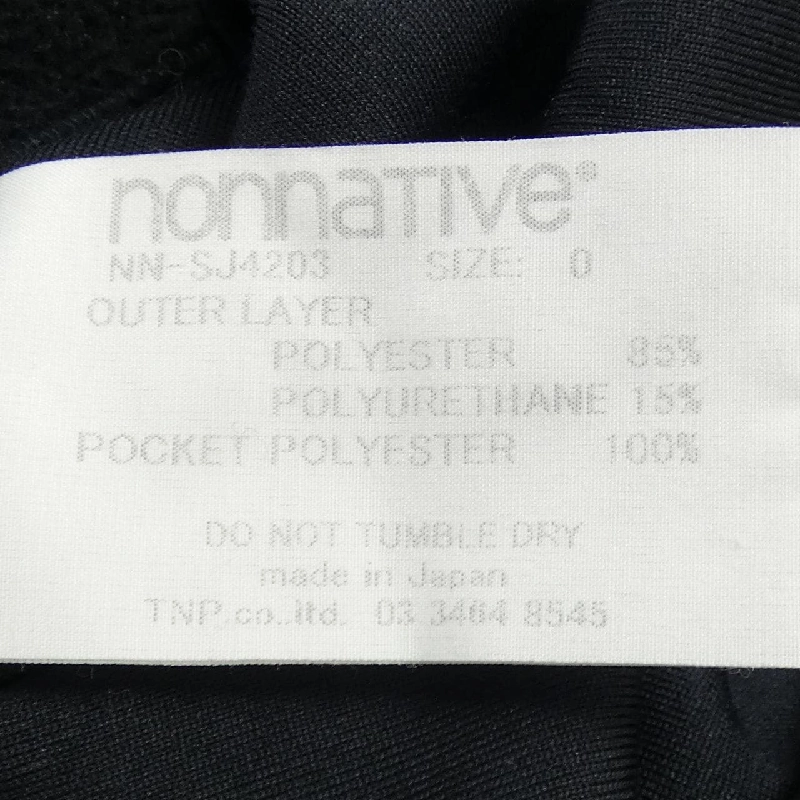 nonnative®
NN-SJ4203 SIZE: 0
OUTER LAYER
POLYESTER 85%
POLYURETHANE 15%
POCKET POLYESTER 100%
DO NOT TUMBLE DRY
made in Japan
TNP.co.,ltd. 03 3464 8545